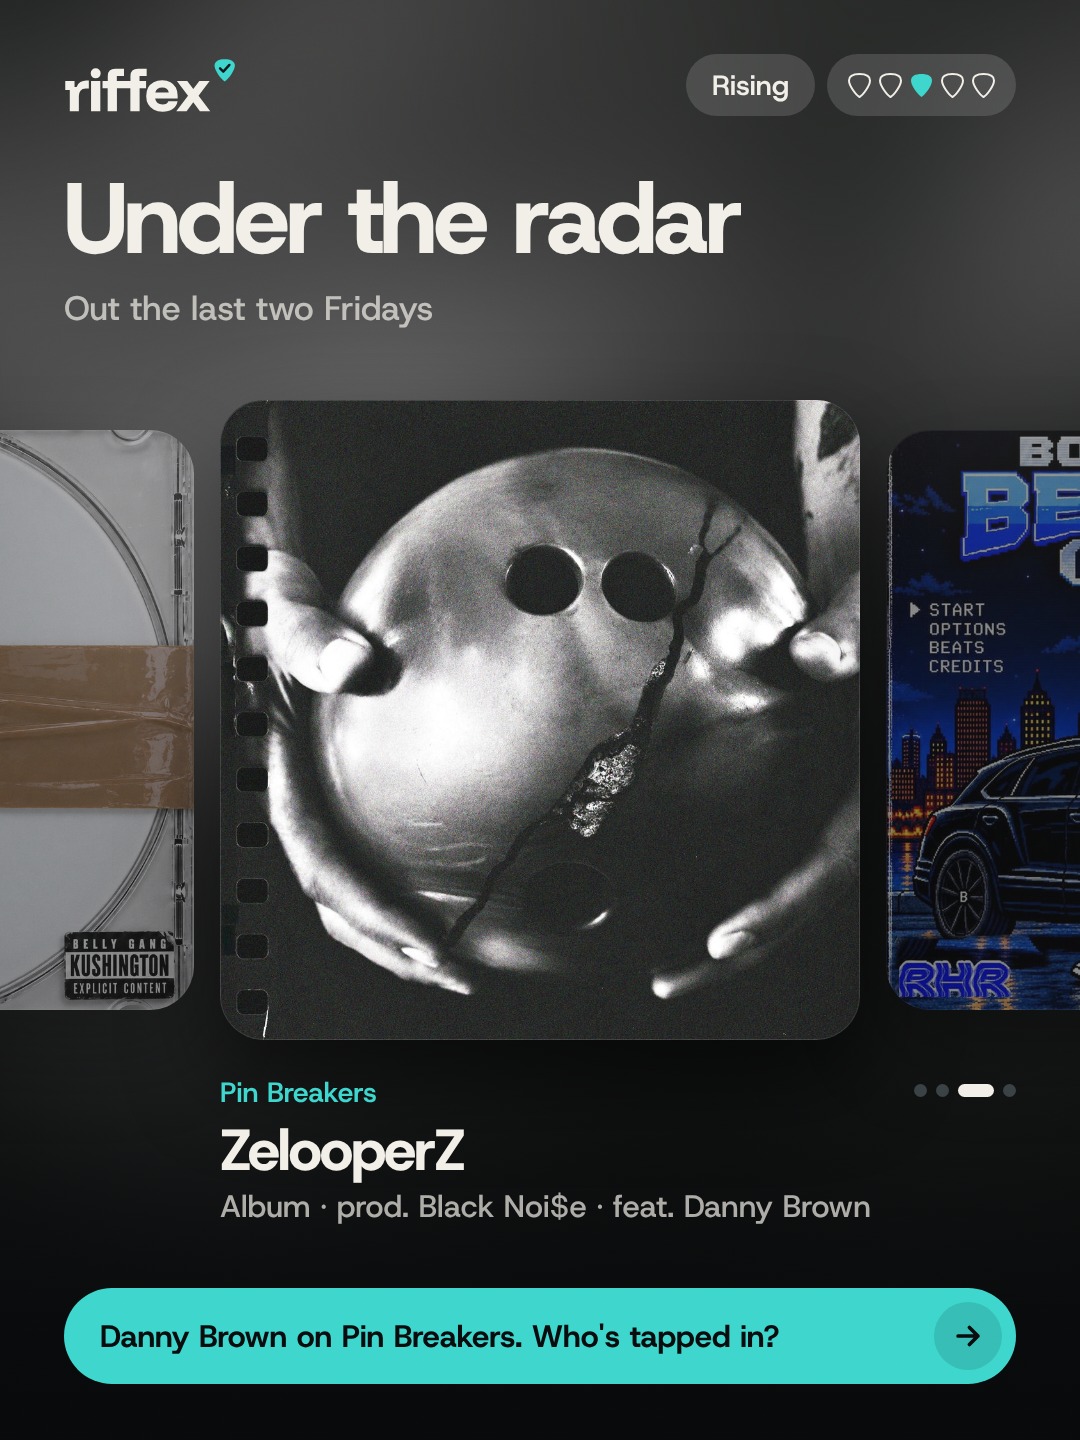 riffex
Rising
Under the radar
Out the last two Fridays
BELLY GANG
KUSHINGTON
EXPLICIT CONTENT
START
OPTIONS
BEATS
CREDITS
B
RHR
Pin Breakers
ZelooperZ
Album · prod. Black Noi$e · feat. Danny Brown
Danny Brown on Pin Breakers. Who's tapped in?